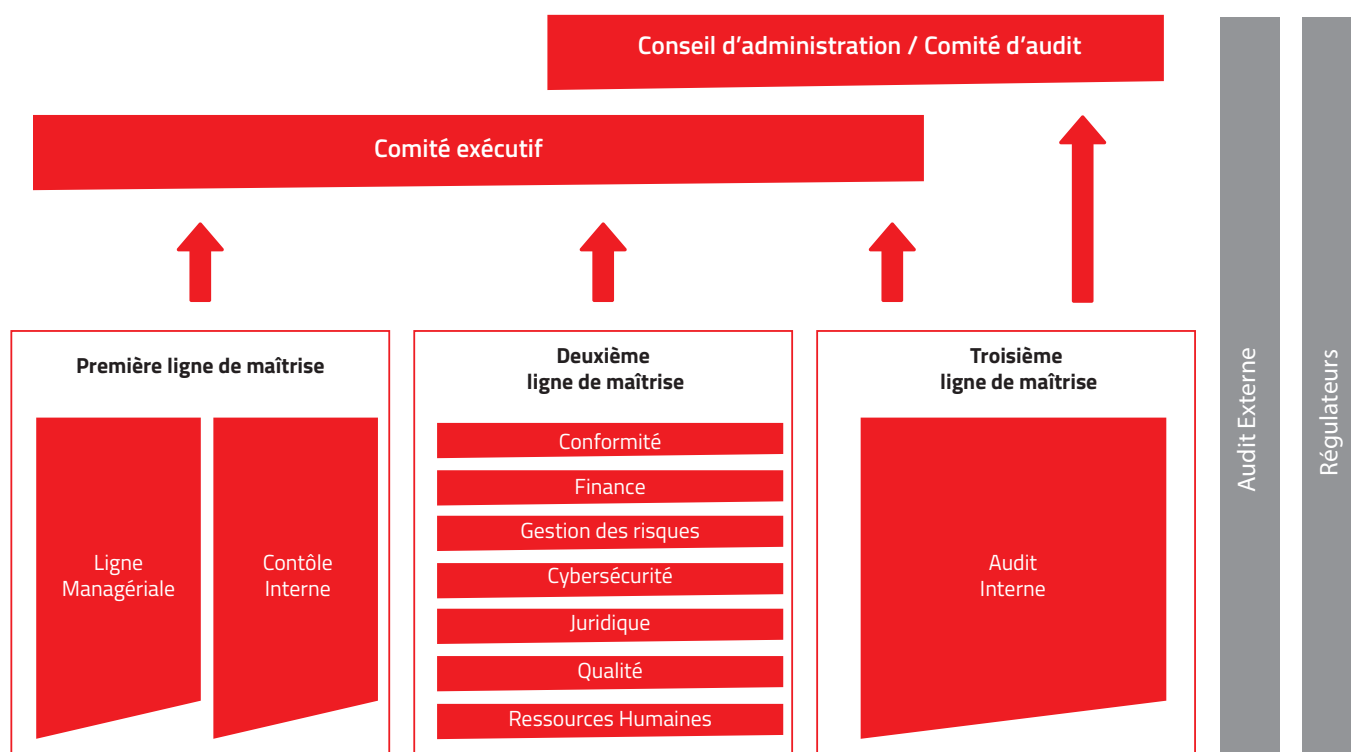 Conseil d’administration / Comité d’audit
Comité exécutif
Première ligne de maîtrise
Ligne
Managériale
Contôle
Interne
Deuxième
ligne de maîtrise
Conformité
Finance
Gestion des risques
Cybersécurité
Juridique
Qualité
Ressources Humaines
Troisième
ligne de maîtrise
Audit
Interne
Audit Externe
Régulateurs